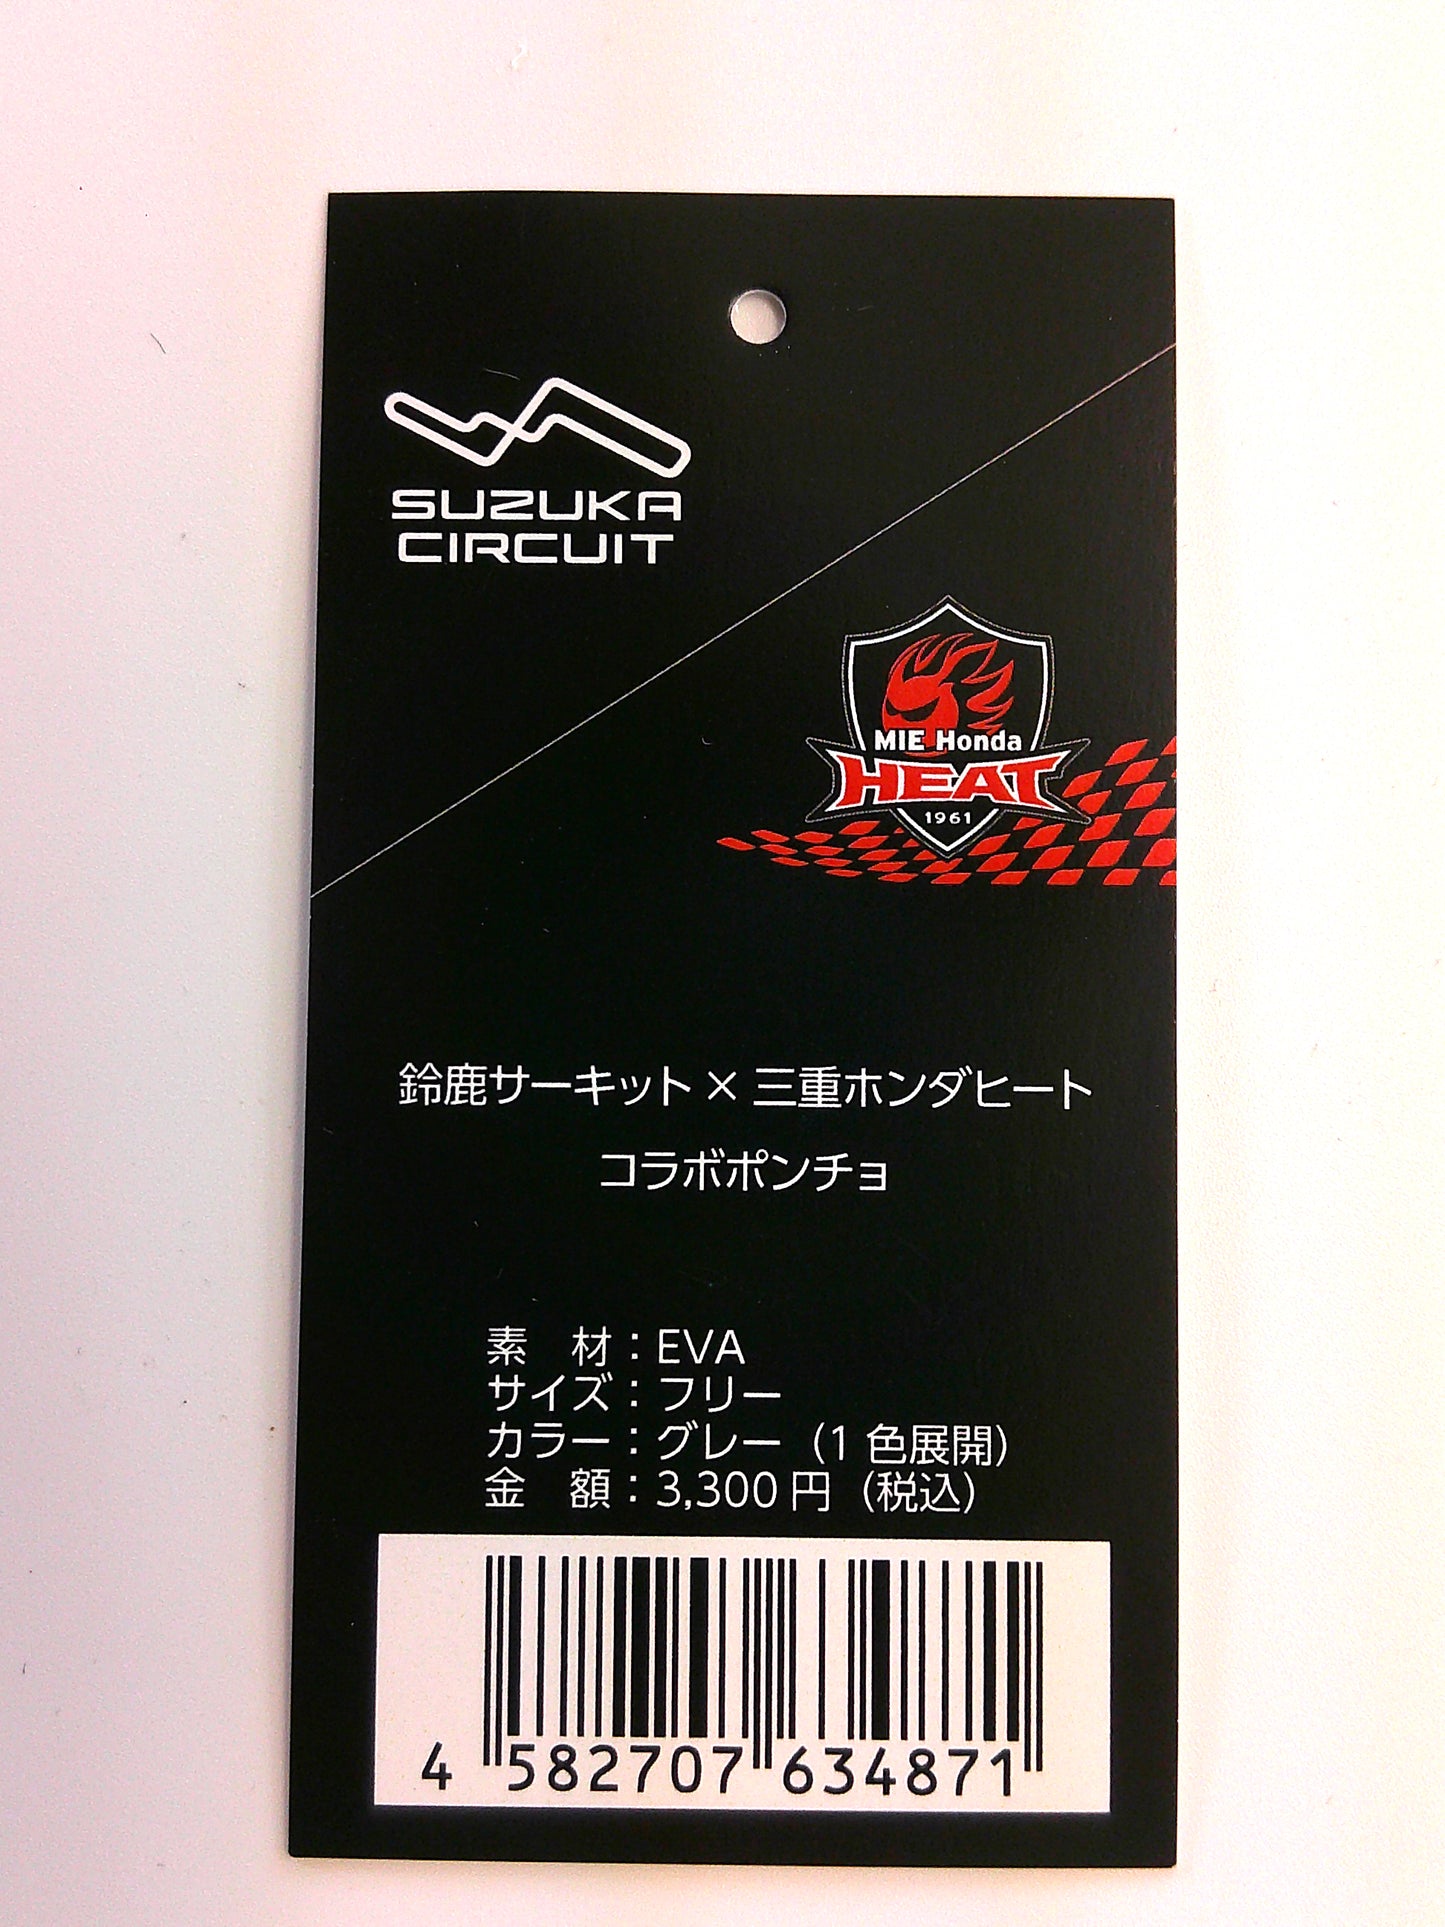 SUZUKA
CIRCUIT
MIE Honda
HEAT
1961
鈴鹿サーキット×三重ホンダヒート
コラボポンチョ
素　材：EVA
サイズ：フリー
カラー：グレー（1色展開）
金　額：3,300円（税込）
4 582707 634871